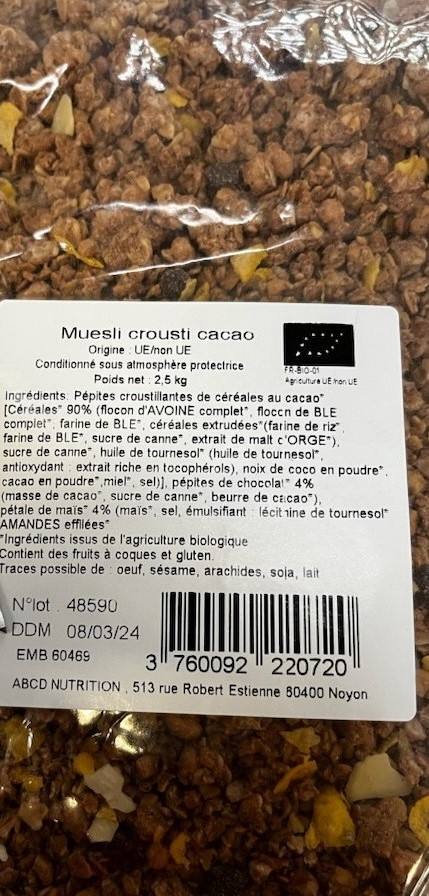 Muesli crousti cacao
Origine : UE/non UE
Conditionné sous atmosphère protectrice
Poids net : 2,5 kg
FR-BIO-01
Agriculture UE/non UE
Ingrédients: Pépites croustillantes de céréales au cacao*
[Céréales* 90% (flocon d'AVOINE complet*, flocon de BLE
complet*, farine de BLE*, céréales extrudées*(farine de riz*,
farine de BLE*, sucre de canne*, extrait de malt d'ORGE*),
sucre de canne*, huile de tournesol* (huile de tournesol*,
antioxydant : extrait riche en tocophérols), noix de coco en poudre*,
cacao en poudre*,miel*, sel)], pépites de chocolat* 4%
(masse de cacao*, sucre de canne*, beurre de cacao*),
pétale de maïs* 4% (maïs*, sel, émulsifiant : lécithine de tournesol*
AMANDES effilées*
*Ingrédients issus de l'agriculture biologique
Contient des fruits à coques et gluten.
Traces possible de : oeuf, sésame, arachides, soja, lait
N°lot : 48590
DDM 08/03/24
EMB 60469
3 760092 220720
ABCD NUTRITION , 513 rue Robert Estienne 60400 Noyon